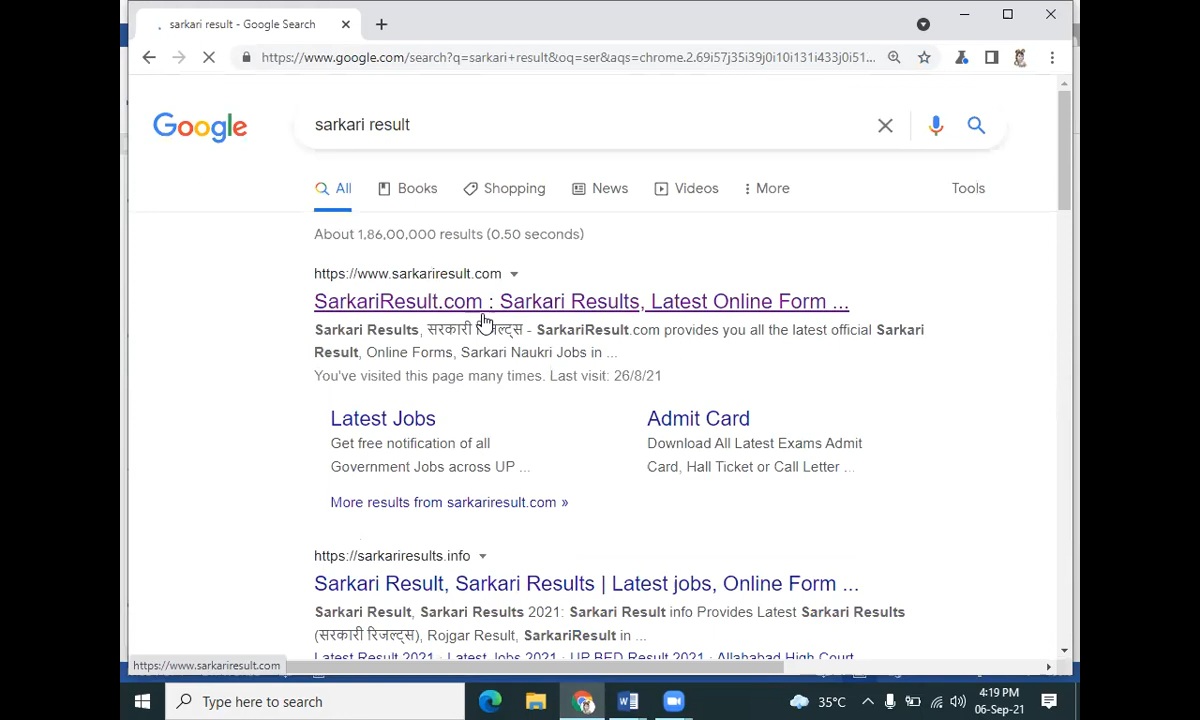 sarkari result - Google Search
https://www.google.com/search?q=sarkari+result&oq=ser&aqs=chrome.2.69i57j35i39j0i10i131i433j0i51...
Google
sarkari result
All Books Shopping News Videos More Tools
About 1,86,00,000 results (0.50 seconds)
https://www.sarkariresult.com
SarkariResult.com : Sarkari Results, Latest Online Form ...
Sarkari Results, सरकारी रिजल्ट्स - SarkariResult.com provides you all the latest official Sarkari
Result, Online Forms, Sarkari Naukri Jobs in ...
You've visited this page many times. Last visit: 26/8/21
Latest Jobs
Get free notification of all
Government Jobs across UP ...
Admit Card
Download All Latest Exams Admit
Card, Hall Ticket or Call Letter ...
More results from sarkariresult.com »
https://sarkariresults.info
Sarkari Result, Sarkari Results | Latest jobs, Online Form ...
Sarkari Result, Sarkari Results 2021: Sarkari Result info Provides Latest Sarkari Results
(सरकारी रिजल्ट्स), Rojgar Result, SarkariResult in ...
Latest Result 2021 · Latest Jobs 2021 · UP BED Result 2021 · Allahabad High Court
https://www.sarkariresult.com
Type here to search
35°C
4:19 PM
06-Sep-21